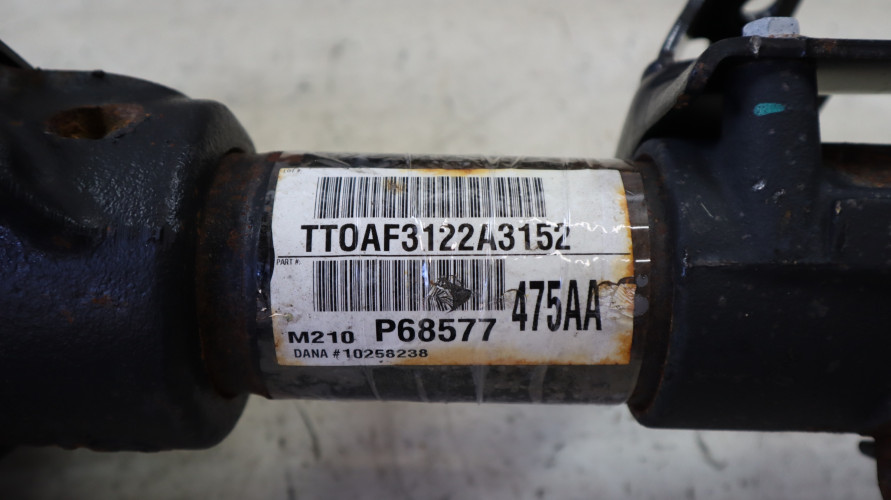 TTOAF3122A3152
PART #:
475AA
M210 P68577
DANA #10258238